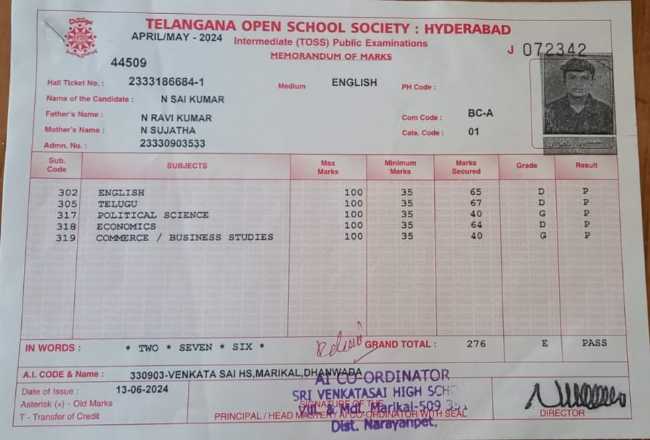 TELANGANA OPEN SCHOOL SOCIETY : HYDERABAD
APRIL/MAY - 2024 Intermediate (TOSS) Public Examinations
MEMORANDUM OF MARKS J 072342
44509
Hall Ticket No. : 2333186684-1 Medium ENGLISH PH Code :
Name of the Candidate : N SAI KUMAR
Father's Name : N RAVI KUMAR Com Code : BC-A
Mother's Name : N SUJATHA Cata. Code : 01
Admn. No. : 23330903533
Sub. Code SUBJECTS Max Marks Minimum Marks Marks Secured Grade Result
302 ENGLISH 100 35 65 D P
305 TELUGU 100 35 67 D P
317 POLITICAL SCIENCE 100 35 40 G P
318 ECONOMICS 100 35 64 D P
319 COMMERCE / BUSINESS STUDIES 100 35 40 G P
IN WORDS : * TWO * SEVEN * SIX * GRAND TOTAL : 276 E PASS
A.I. CODE & Name : 330903-VENKATA SAI HS,MARIKAL,DHANWADA
Date of Issue : 13-06-2024
Asterisk (*) - Old Marks
T - Transfer of Credit
AI CO-ORDINATOR
SRI VENKATASAI HIGH
SIGNATURE OF THE
Vill. & Mdl. Marikal-509
PRINCIPAL / HEAD MASTER / AI CO-ORDINATOR WITH SEAL
Dist. Narayanpet.
DIRECTOR